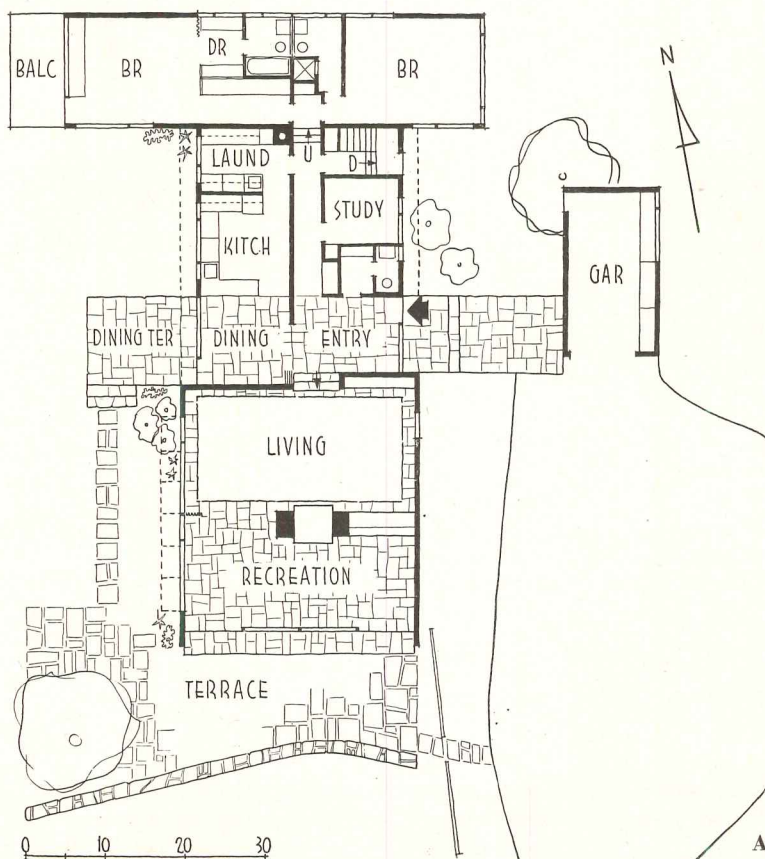 BALC
BR
DR
BR
N
LAUND
U
D
STUDY
KITCH
GAR
DINING TER
DINING
ENTRY
LIVING
RECREATION
TERRACE
0 10 20 30
A